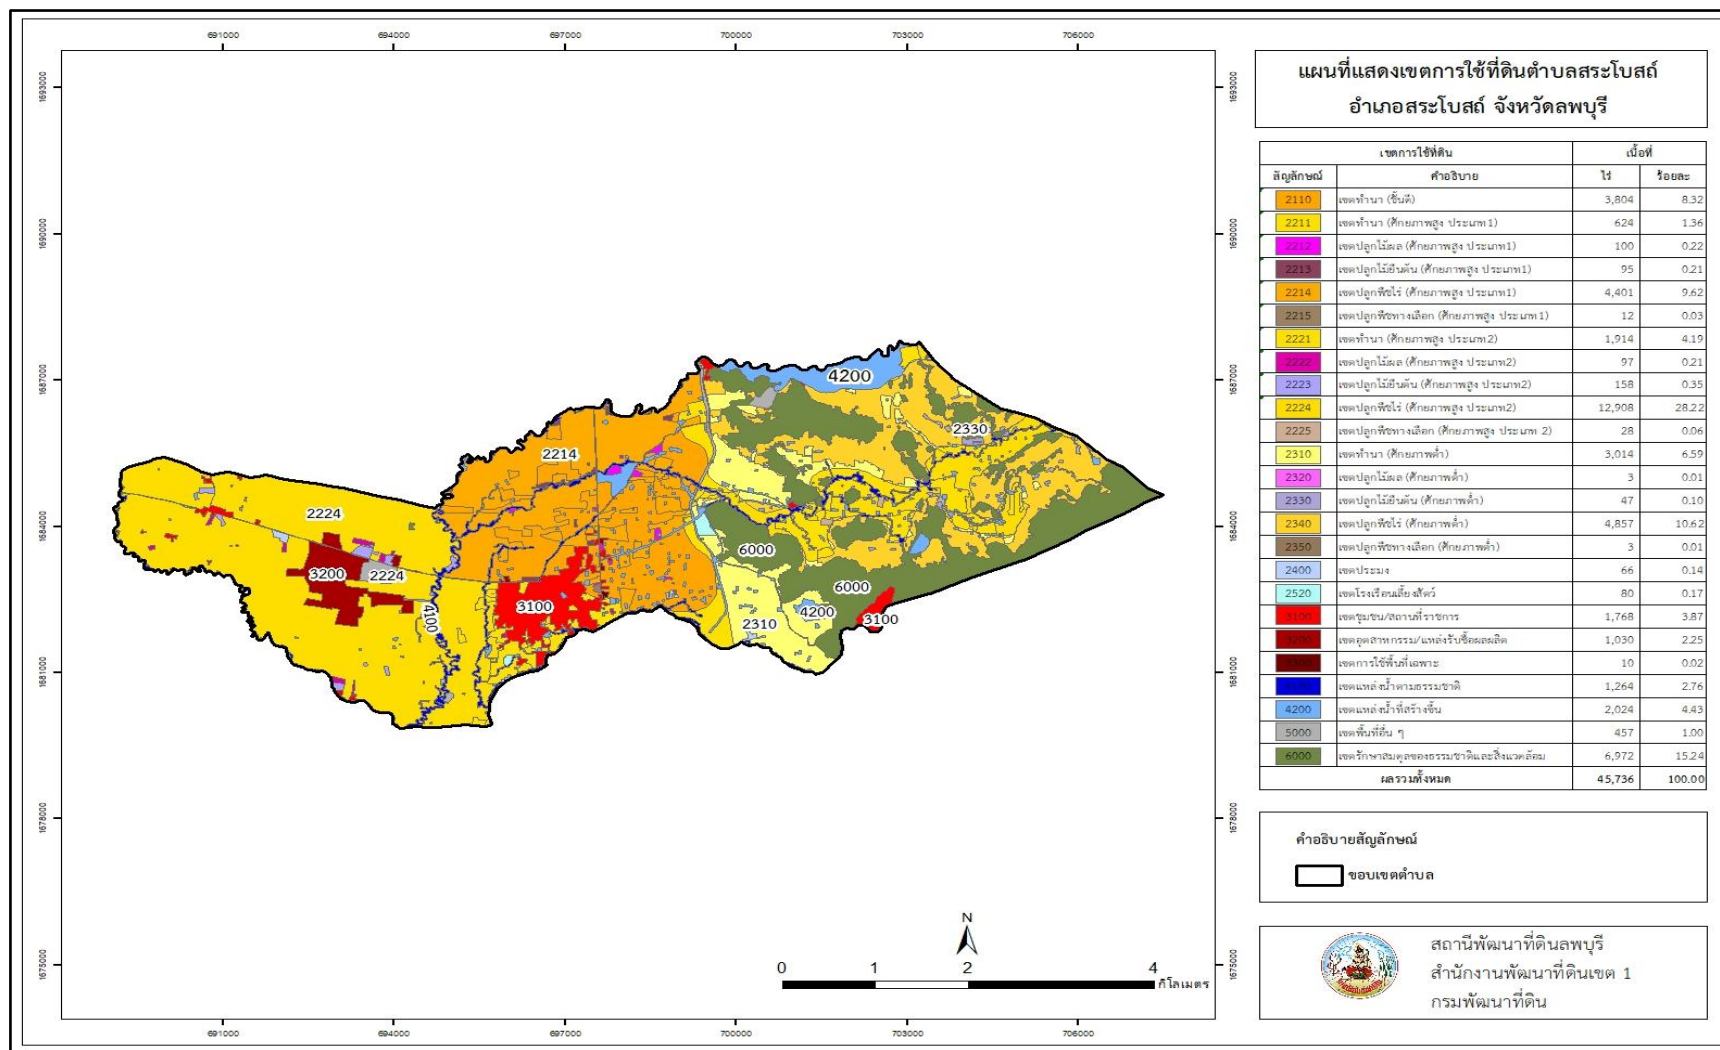 691000 694000 697000 700000 703000 706000
แผนที่แสดงเขตการใช้ที่ดินตำบลสระโบสถ์
อำเภอสระโบสถ์ จังหวัดลพบุรี
เขตการใช้ที่ดิน เนื้อที่
สัญลักษณ์ คำอธิบาย ไร่ ร้อยละ
2110 เขตทำนา (ชั้นดี) 3,804 8.32
2211 เขตทำนา (ศักยภาพสูง ประเภท1) 624 1.36
2212 เขตปลูกไม้ผล (ศักยภาพสูง ประเภท1) 100 0.22
2213 เขตปลูกไม้ยืนต้น (ศักยภาพสูง ประเภท1) 95 0.21
2214 เขตปลูกพืชไร่ (ศักยภาพสูง ประเภท1) 4,401 9.62
2215 เขตปลูกพืชทางเลือก (ศักยภาพสูง ประเภท1) 12 0.03
2221 เขตทำนา (ศักยภาพสูง ประเภท2) 1,914 4.19
2222 เขตปลูกไม้ผล (ศักยภาพสูง ประเภท2) 97 0.21
2223 เขตปลูกไม้ยืนต้น (ศักยภาพสูง ประเภท2) 158 0.35
2224 เขตปลูกพืชไร่ (ศักยภาพสูง ประเภท2) 12,908 28.22
2225 เขตปลูกพืชทางเลือก (ศักยภาพสูง ประเภท 2) 28 0.06
2310 เขตทำนา (ศักยภาพต่ำ) 3,014 6.59
2320 เขตปลูกไม้ผล (ศักยภาพต่ำ) 3 0.01
2330 เขตปลูกไม้ยืนต้น (ศักยภาพต่ำ) 47 0.10
2340 เขตปลูกพืชไร่ (ศักยภาพต่ำ) 4,857 10.62
2350 เขตปลูกพืชทางเลือก (ศักยภาพต่ำ) 3 0.01
2400 เขตประมง 66 0.14
2520 เขตโรงเรือนเลี้ยงสัตว์ 80 0.17
3100 เขตชุมชน/สถานที่ราชการ 1,768 3.87
3200 เขตอุตสาหกรรม/แหล่งรับซื้อผลผลิต 1,030 2.25
3300 เขตการใช้พื้นที่เฉพาะ 10 0.02
เขตแหล่งน้ำตามธรรมชาติ 1,264 2.76
4200 เขตแหล่งน้ำที่สร้างขึ้น 2,024 4.43
5000 เขตพื้นที่อื่น ๆ 457 1.00
6000 เขตรักษาสมดุลของธรรมชาติและสิ่งแวดล้อม 6,972 15.24
ผลรวมทั้งหมด 45,736 100.00
คำอธิบายสัญลักษณ์
ขอบเขตตำบล
สถานีพัฒนาที่ดินลพบุรี
สำนักงานพัฒนาที่ดินเขต 1
กรมพัฒนาที่ดิน
1693000
1690000
1687000
1684000
1681000
1678000
1675000
1693000
1690000
1687000
1684000
1681000
1678000
1675000
4200
2330
2214
2224
6000
3200
2224
6000
3100
4100
4200
2310
3100
N
0 1 2 4
กิโลเมตร
691000 694000 697000 700000 703000 706000